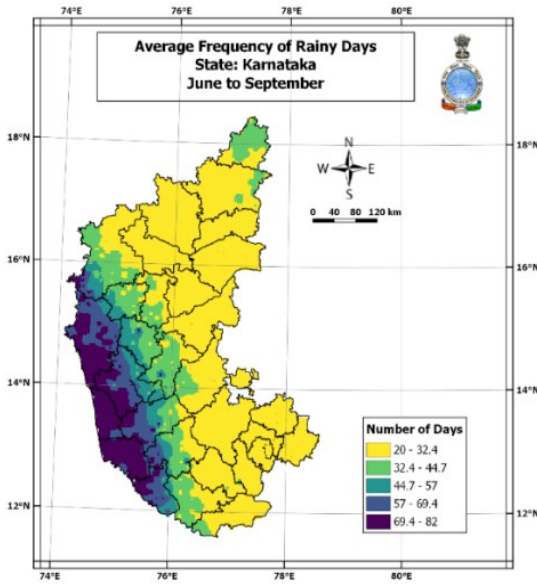 74°E 76°E 78°E 80°E
Average Frequency of Rainy Days
State: Karnataka
June to September
18°N 18°N
N
W E
S
0 40 80 120 km
16°N 16°N
14°N 14°N
Number of Days
20 - 32.4
32.4 - 44.7
44.7 - 57
57 - 69.4
69.4 - 82
12°N 12°N
74°E 76°E 78°E 80°E